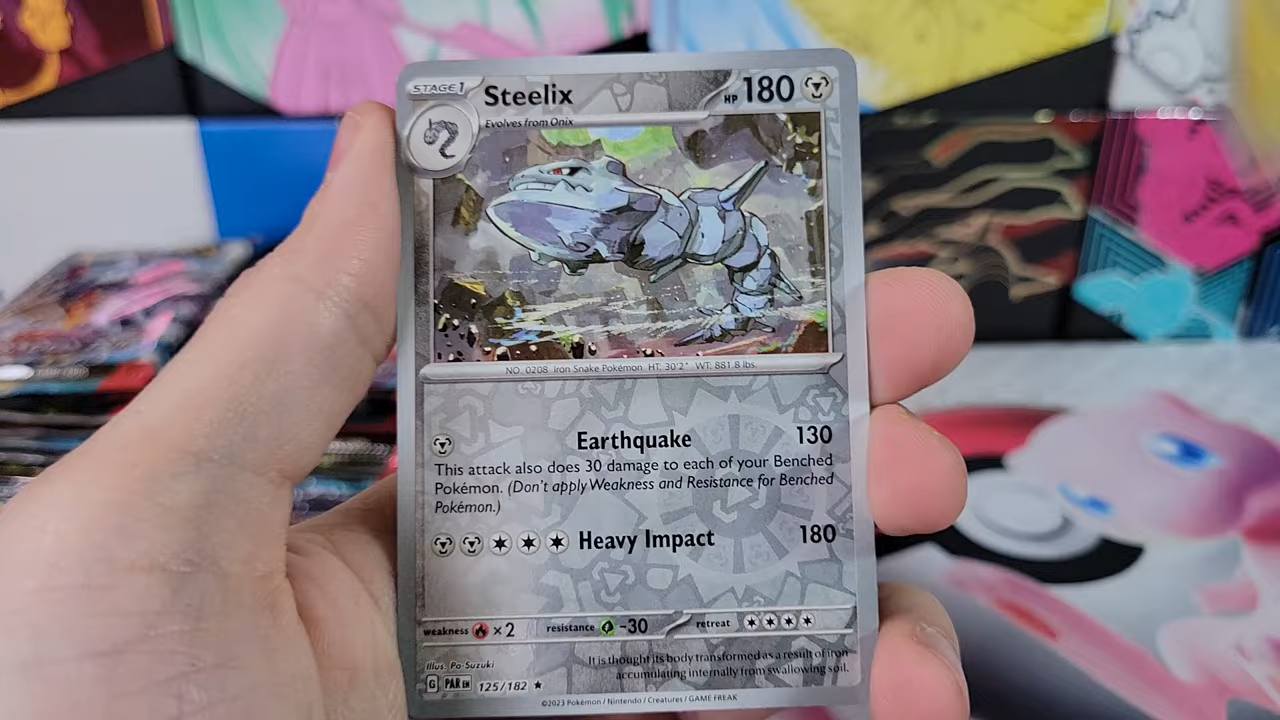 STAGE 1
Steelix
HP 180
Evolves from Onix
NO. 0208 Iron Snake Pokémon HT: 30'2" WT: 881.8 lbs.
Earthquake 130
This attack also does 30 damage to each of your Benched
Pokémon. (Don't apply Weakness and Resistance for Benched
Pokémon.)
Heavy Impact 180
weakness ×2 resistance -30 retreat
Illus. Po-Suzuki
It is thought its body transformed as a result of iron
accumulating internally from swallowing soil.
G PAR EN 125/182
©2023 Pokémon / Nintendo / Creatures / GAME FREAK